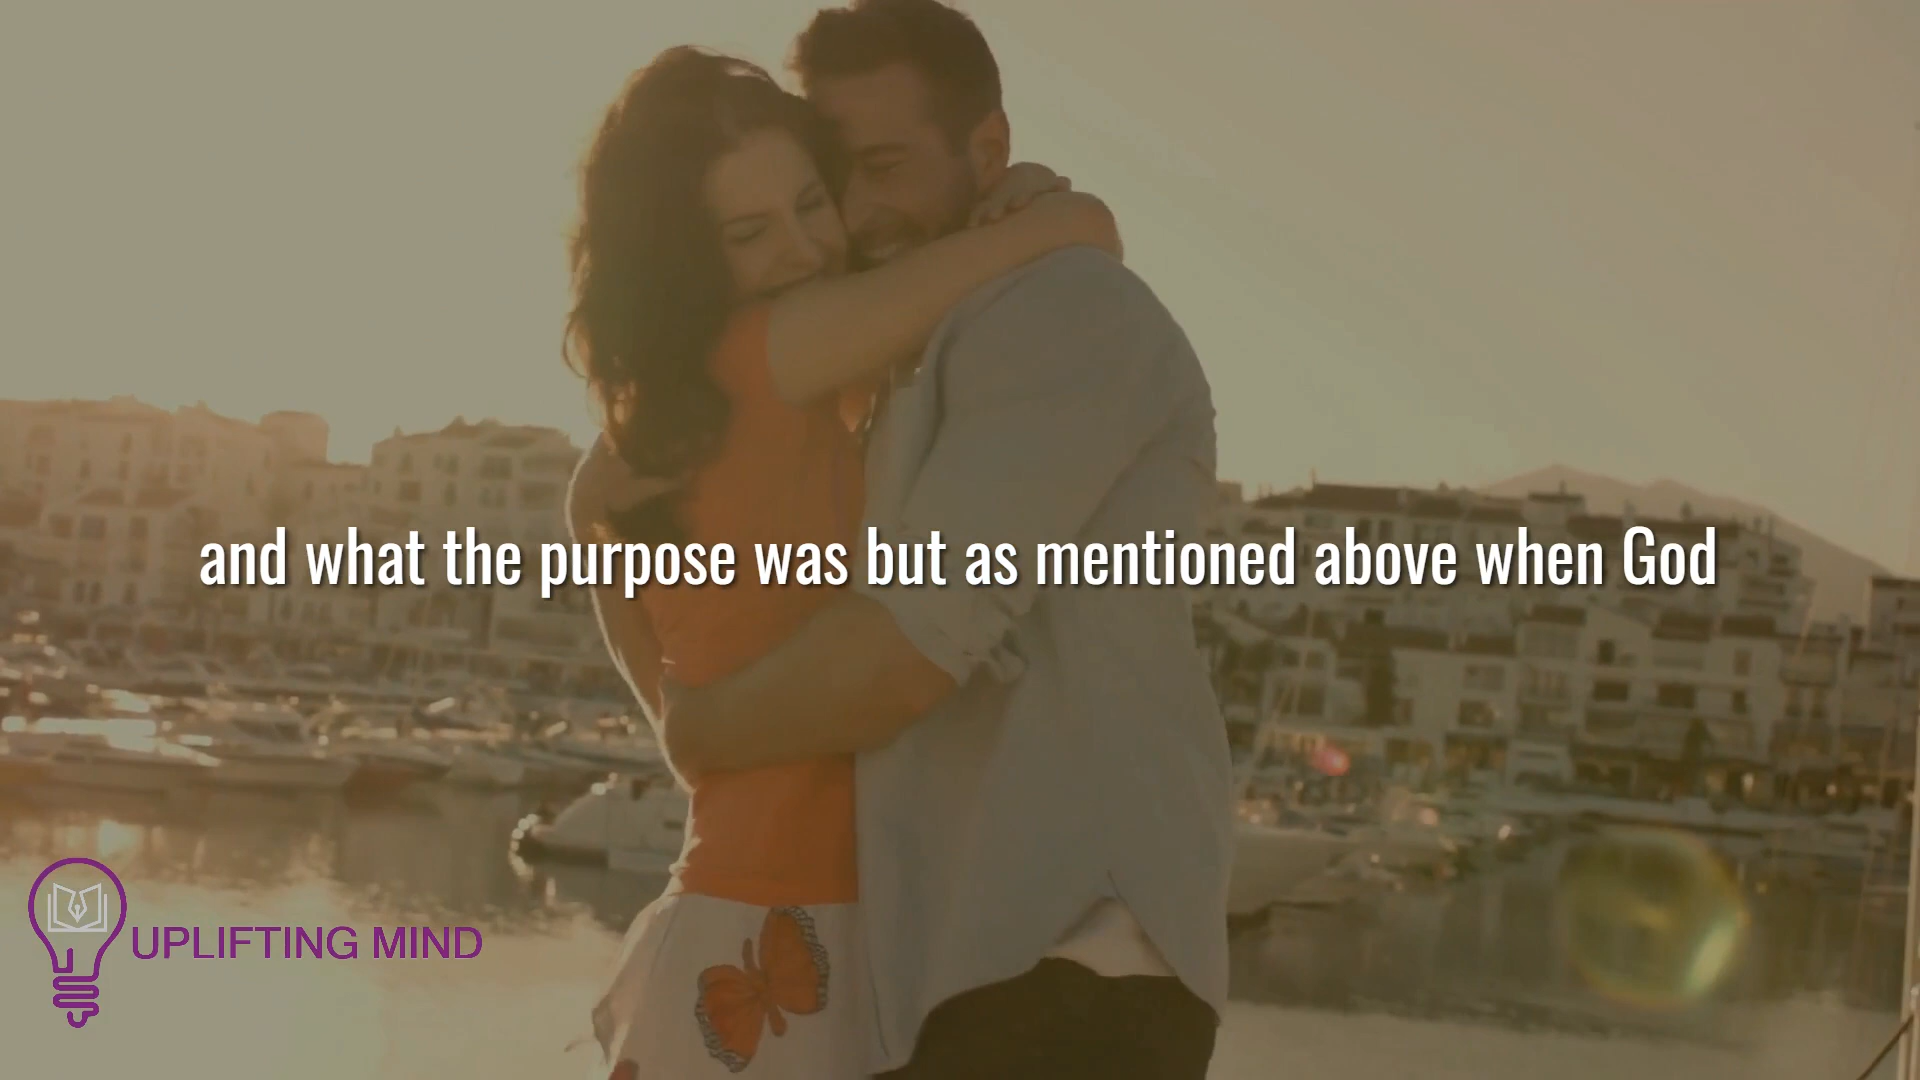 and what the purpose was but as mentioned above when God
UPLIFTING MIND